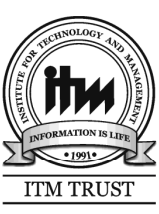 INSTITUTE FOR TECHNOLOGY AND MANAGEMENT
itm
INFORMATION IS LIFE
• 1991 •
ITM TRUST